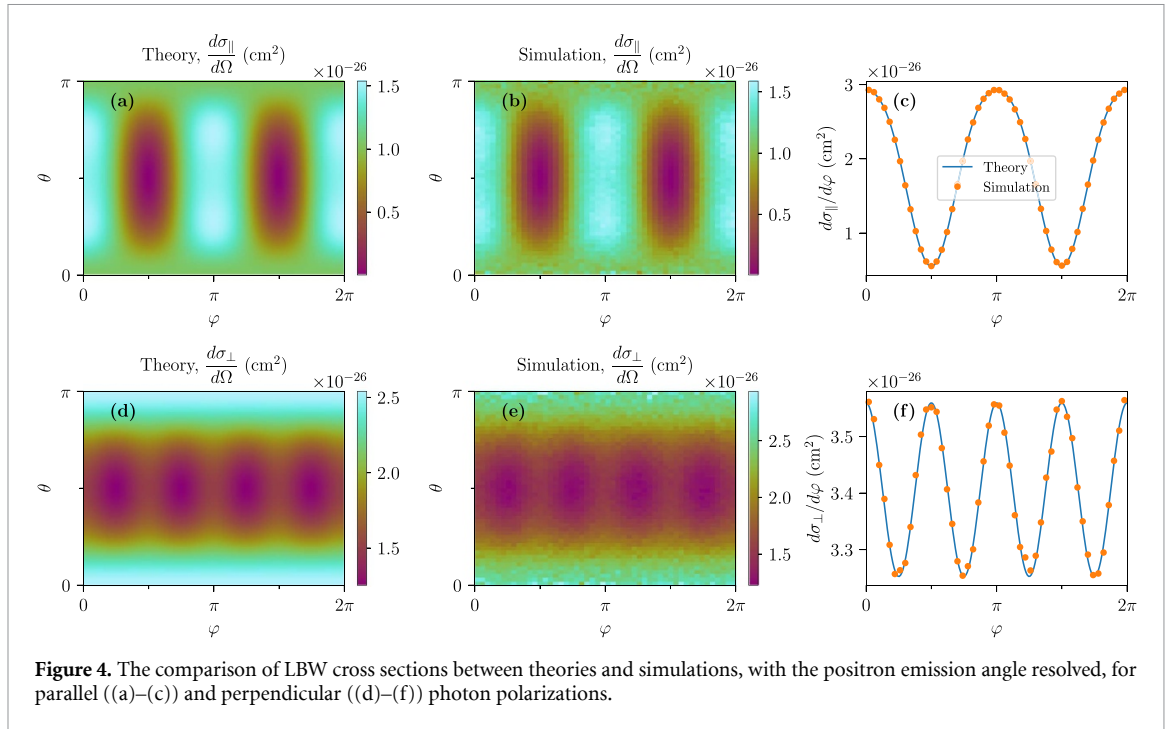 Theory, dσ∥/dΩ (cm²)
×10⁻²⁶
(a)
π
θ
0
0 π 2π
φ
1.5
1.0
0.5
Simulation, dσ∥/dΩ (cm²)
×10⁻²⁶
(b)
θ
0 π 2π
φ
1.5
1.0
0.5
×10⁻²⁶
(c)
dσ∥/dφ (cm²)
3
2
1
Theory
Simulation
0 π 2π
φ
Theory, dσ⊥/dΩ (cm²)
×10⁻²⁶
(d)
π
θ
0
0 π 2π
φ
2.5
2.0
1.5
Simulation, dσ⊥/dΩ (cm²)
×10⁻²⁶
(e)
θ
0 π 2π
φ
2.5
2.0
1.5
×10⁻²⁶
(f)
dσ⊥/dφ (cm²)
3.5
3.4
3.3
0 π 2π
φ
Figure 4. The comparison of LBW cross sections between theories and simulations, with the positron emission angle resolved, for
parallel ((a)–(c)) and perpendicular ((d)–(f)) photon polarizations.